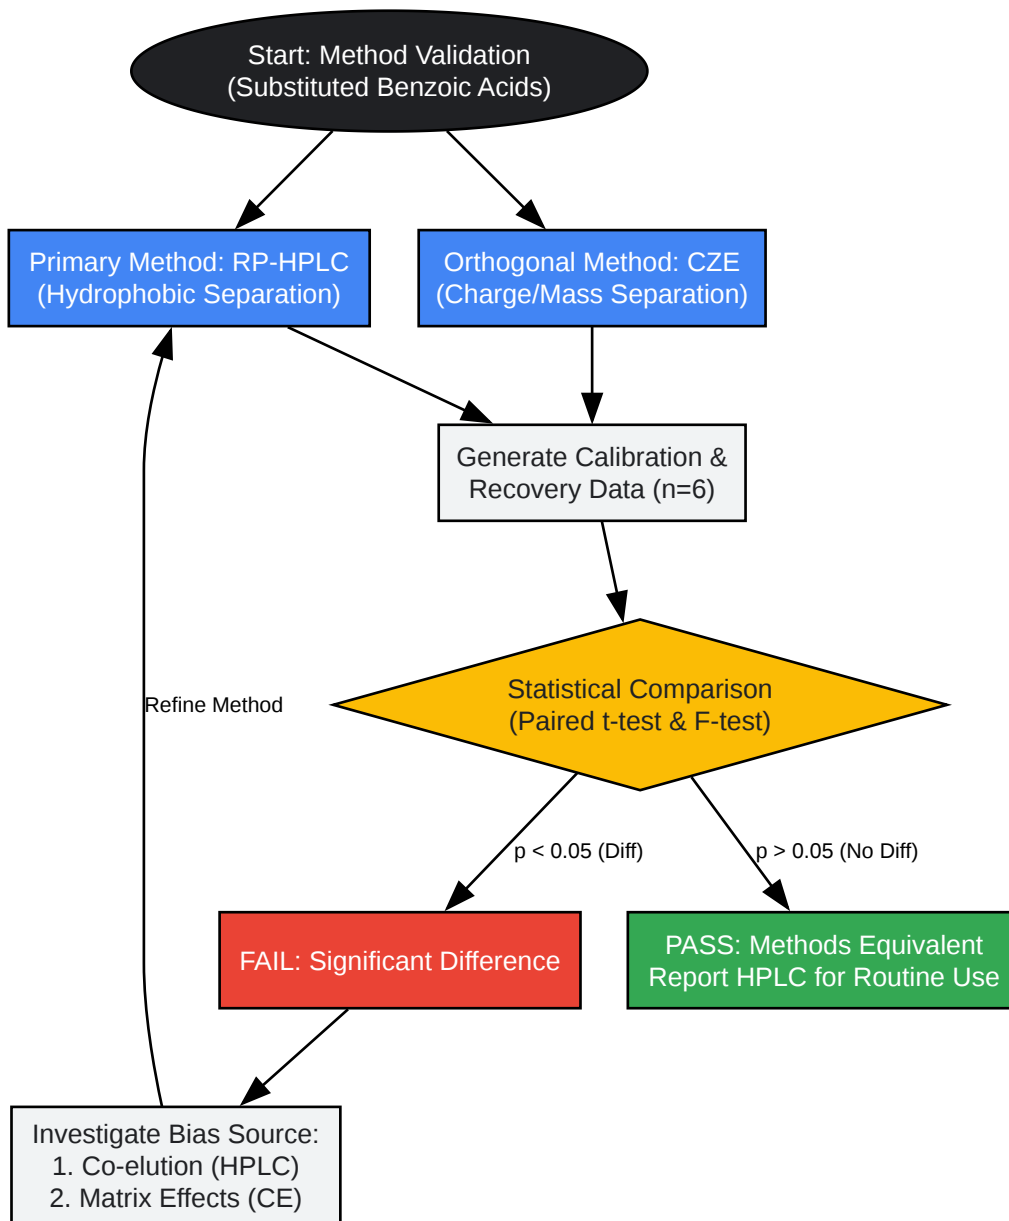 Start: Method Validation
(Substituted Benzoic Acids)
Primary Method: RP-HPLC
(Hydrophobic Separation)
Orthogonal Method: CZE
(Charge/Mass Separation)
Generate Calibration &
Recovery Data (n=6)
Statistical Comparison
(Paired t-test & F-test)
Refine Method
p < 0.05 (Diff)
p > 0.05 (No Diff)
FAIL: Significant Difference
PASS: Methods Equivalent
Report HPLC for Routine Use
Investigate Bias Source:
1. Co-elution (HPLC)
2. Matrix Effects (CE)